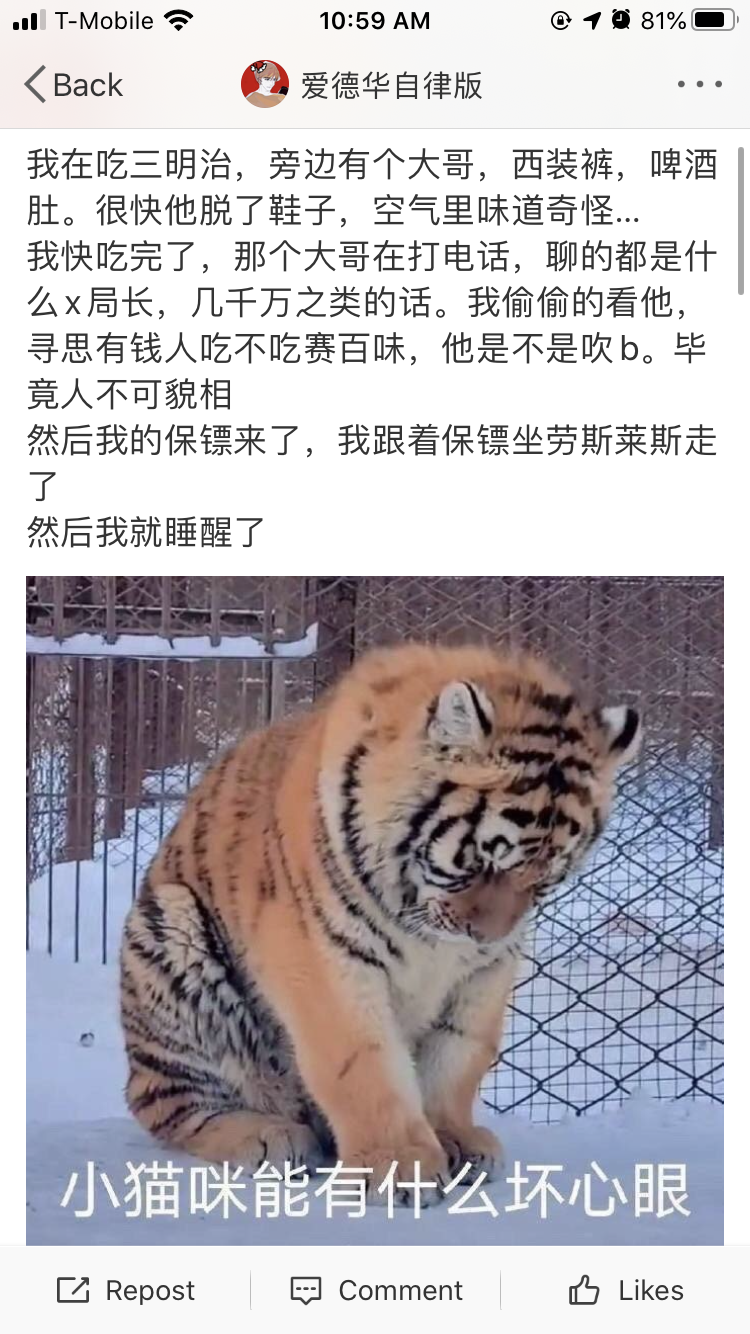 T-Mobile 10:59 AM 81%
Back 爱德华自律版
我在吃三明治，旁边有个大哥，西装裤，啤酒
肚。很快他脱了鞋子，空气里味道奇怪...
我快吃完了，那个大哥在打电话，聊的都是什
么x局长，几千万之类的话。我偷偷的看他，
寻思有钱人吃不吃赛百味，他是不是吹b。毕
竟人不可貌相
然后我的保镖来了，我跟着保镖坐劳斯莱斯走
了
然后我就睡醒了
小猫咪能有什么坏心眼
Repost Comment Likes